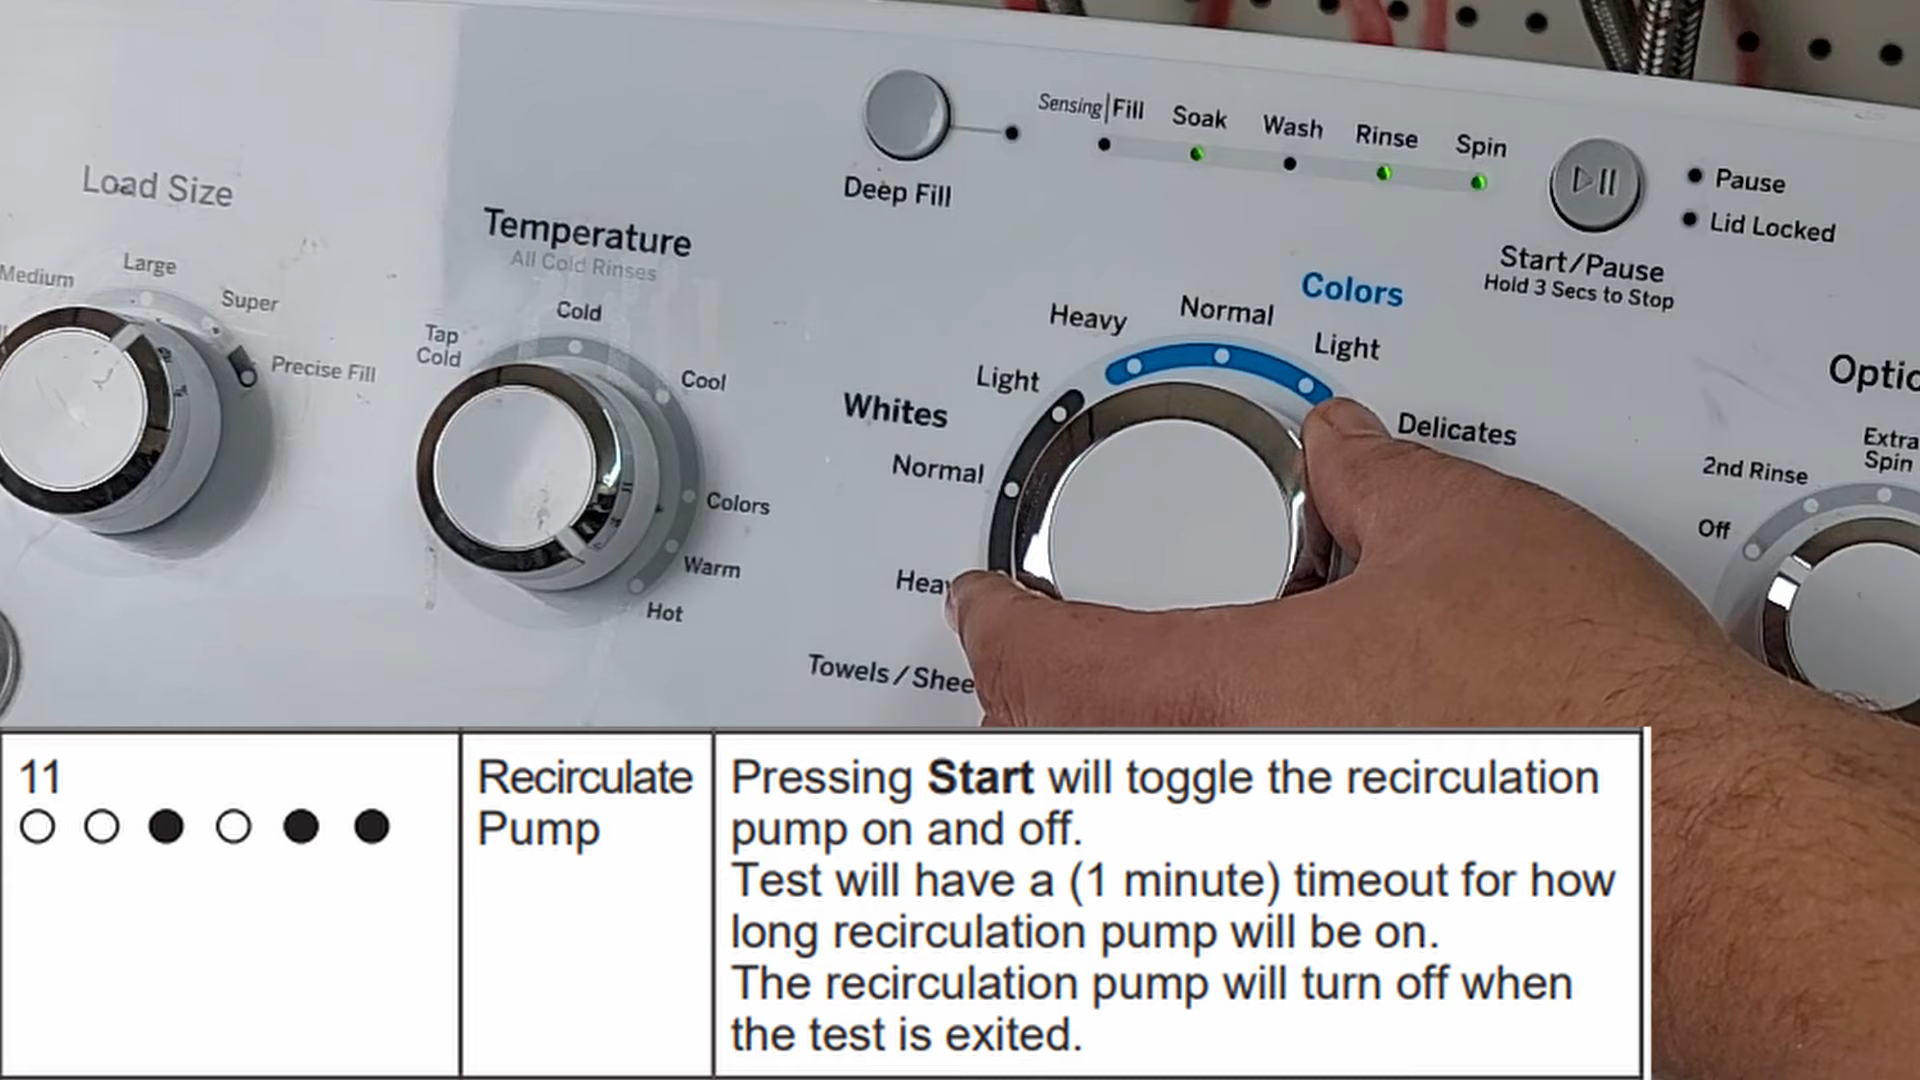 Load Size
Medium
Large
Super
Precise Fill
Temperature
All Cold Rinses
Tap
Cold
Cold
Cool
Colors
Warm
Hot
Deep Fill
Sensing|Fill
Soak
Wash
Rinse
Spin
Start/Pause
Hold 3 Secs to Stop
Pause
Lid Locked
Colors
Heavy
Normal
Light
Whites
Light
Normal
Delicates
Towels/
2nd Rinse
Extra
Spin
Off
11
Recirculate
Pump
Pressing Start will toggle the recirculation
pump on and off.
Test will have a (1 minute) timeout for how
long recirculation pump will be on.
The recirculation pump will turn off when
the test is exited.